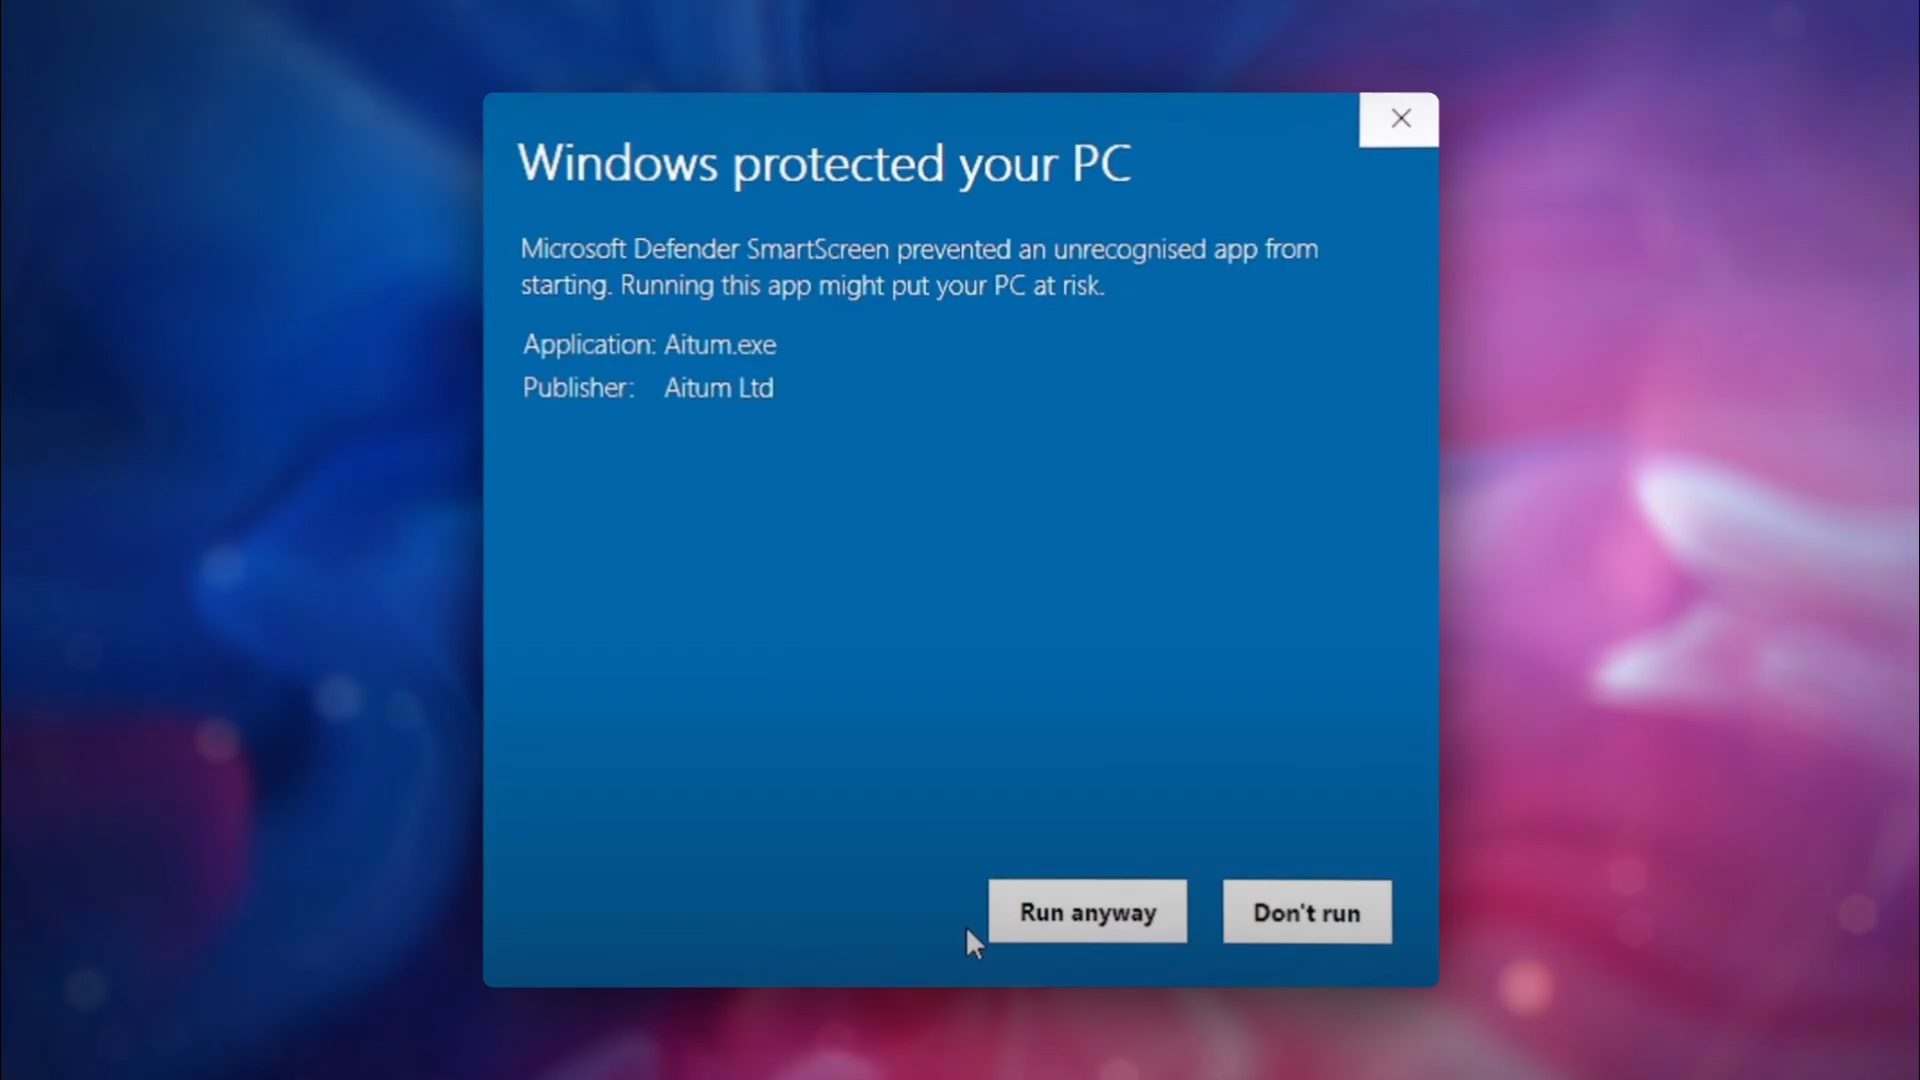 Windows protected your PC
Microsoft Defender SmartScreen prevented an unrecognised app from
starting. Running this app might put your PC at risk.
Application: Aitum.exe
Publisher: Aitum Ltd
Run anyway
Don't run